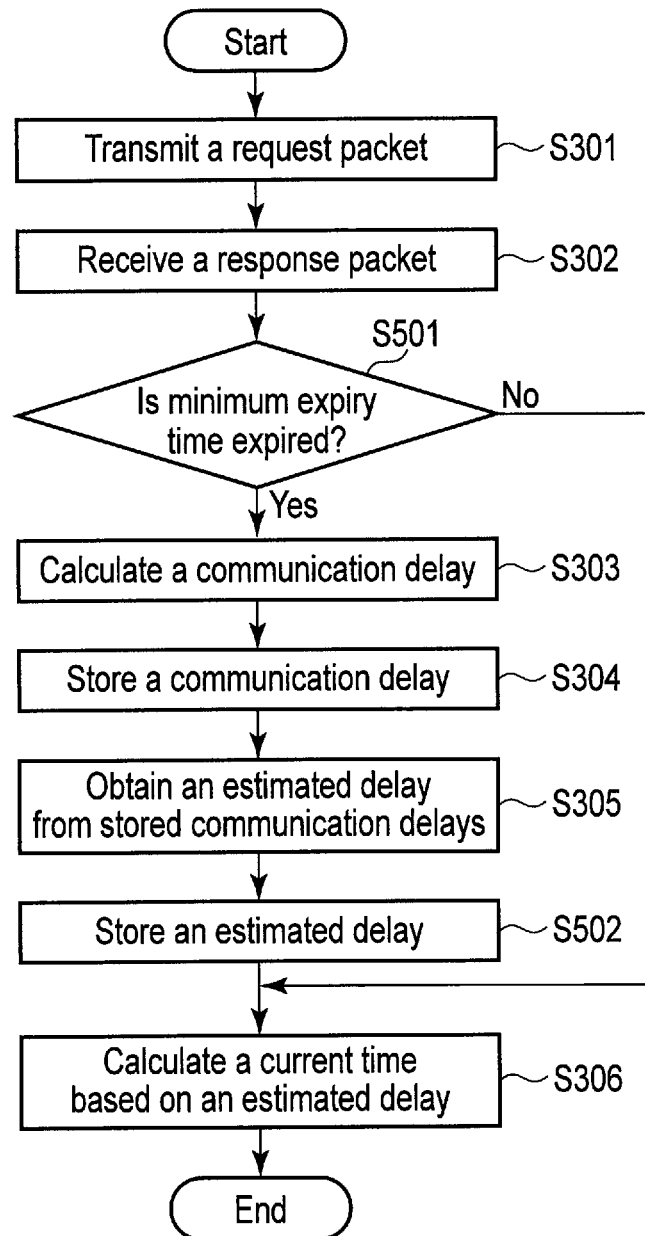 Start
Transmit a request packet
S301
Receive a response packet
S302
S501
Is minimum expiry
time expired?
No
Yes
Calculate a communication delay
S303
Store a communication delay
S304
Obtain an estimated delay
from stored communication delays
S305
Store an estimated delay
S502
Calculate a current time
based on an estimated delay
S306
End